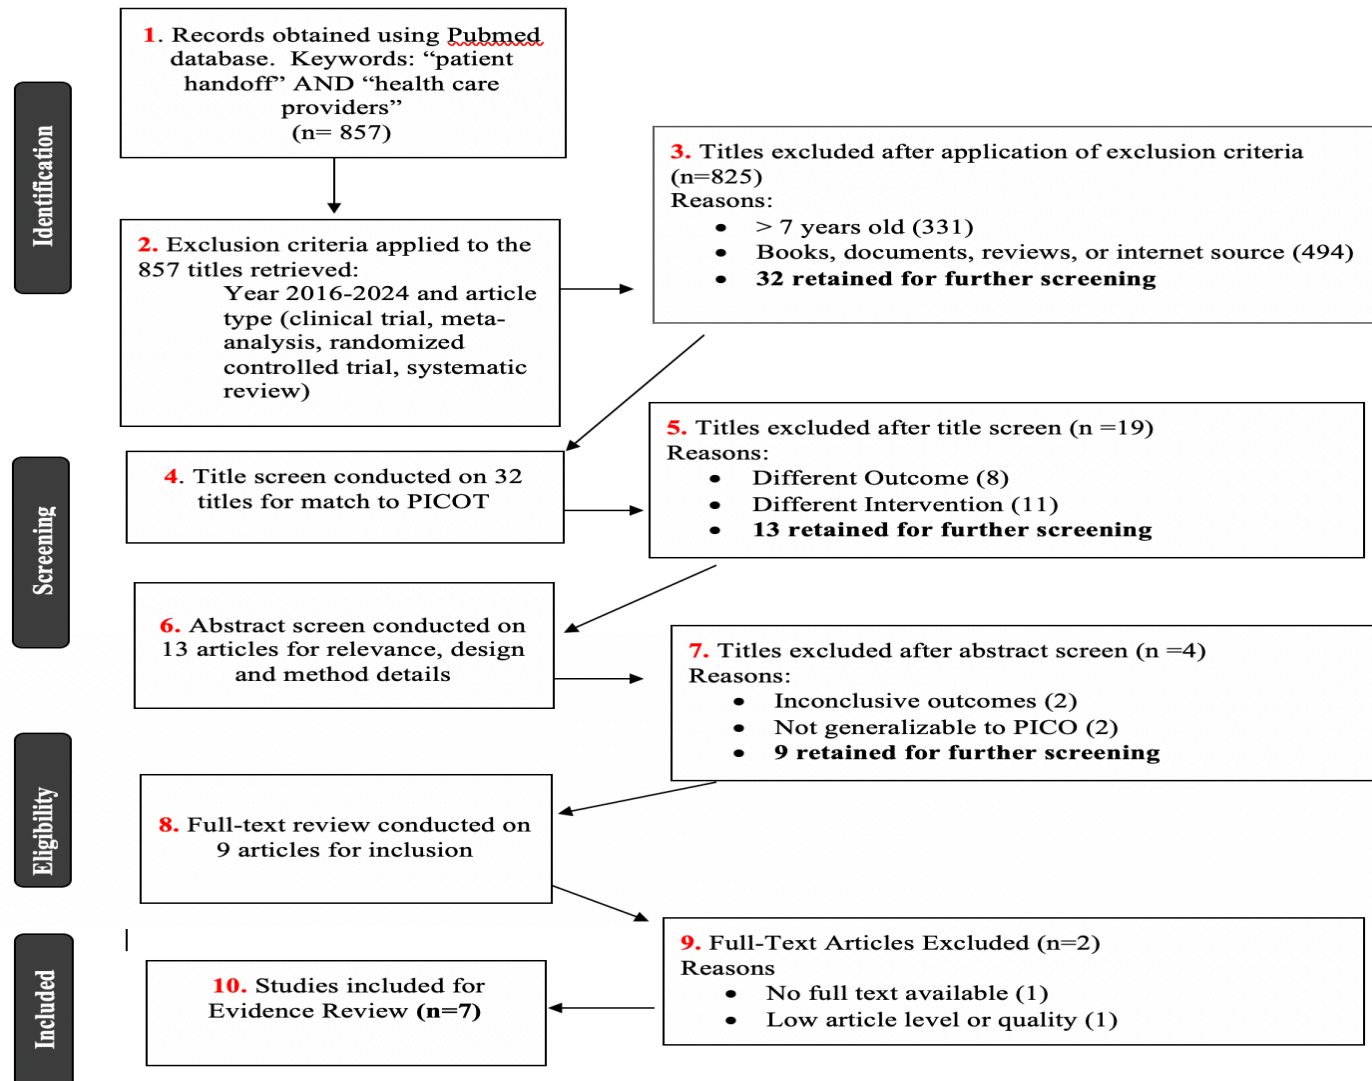 Identification
1. Records obtained using Pubmed
database.  Keywords: “patient
handoff” AND “health care
providers”
(n= 857)
2. Exclusion criteria applied to the
857 titles retrieved:
Year 2016-2024 and article
type (clinical trial, meta-
analysis, randomized
controlled trial, systematic
review)
3. Titles excluded after application of exclusion criteria
(n=825)
Reasons:
• > 7 years old (331)
• Books, documents, reviews, or internet source (494)
• 32 retained for further screening
Screening
4. Title screen conducted on 32
titles for match to PICOT
5. Titles excluded after title screen (n =19)
Reasons:
• Different Outcome (8)
• Different Intervention (11)
• 13 retained for further screening
6. Abstract screen conducted on
13 articles for relevance, design
and method details
7. Titles excluded after abstract screen (n =4)
Reasons:
• Inconclusive outcomes (2)
• Not generalizable to PICO (2)
• 9 retained for further screening
Eligibility
8. Full-text review conducted on
9 articles for inclusion
9. Full-Text Articles Excluded (n=2)
Reasons
• No full text available (1)
• Low article level or quality (1)
Included
10. Studies included for
Evidence Review (n=7)